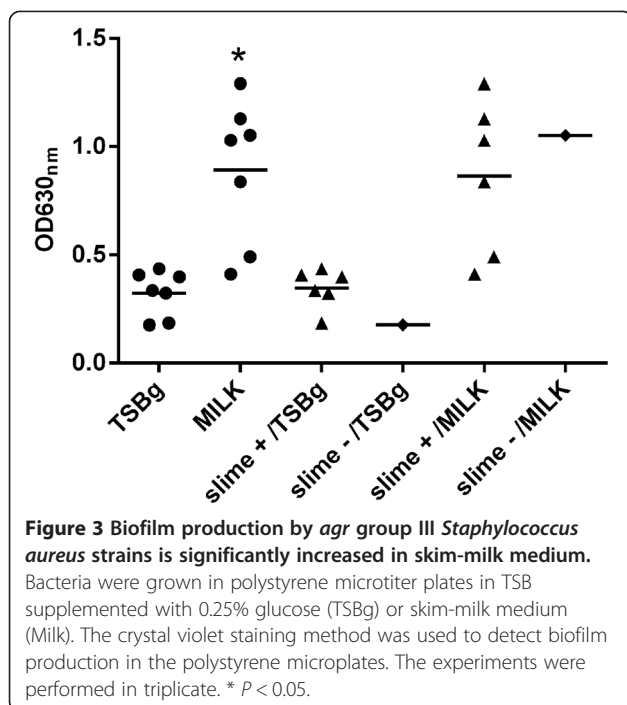 1.5
1.0
0.5
0.0
OD630nm
*
TSBg
MILK
slime + /TSBg
slime - /TSBg
slime + /MILK
slime - /MILK
Figure 3 Biofilm production by agr group III Staphylococcus
aureus strains is significantly increased in skim-milk medium.
Bacteria were grown in polystyrene microtiter plates in TSB
supplemented with 0.25% glucose (TSBg) or skim-milk medium
(Milk). The crystal violet staining method was used to detect biofilm
production in the polystyrene microplates. The experiments were
performed in triplicate. * P < 0.05.